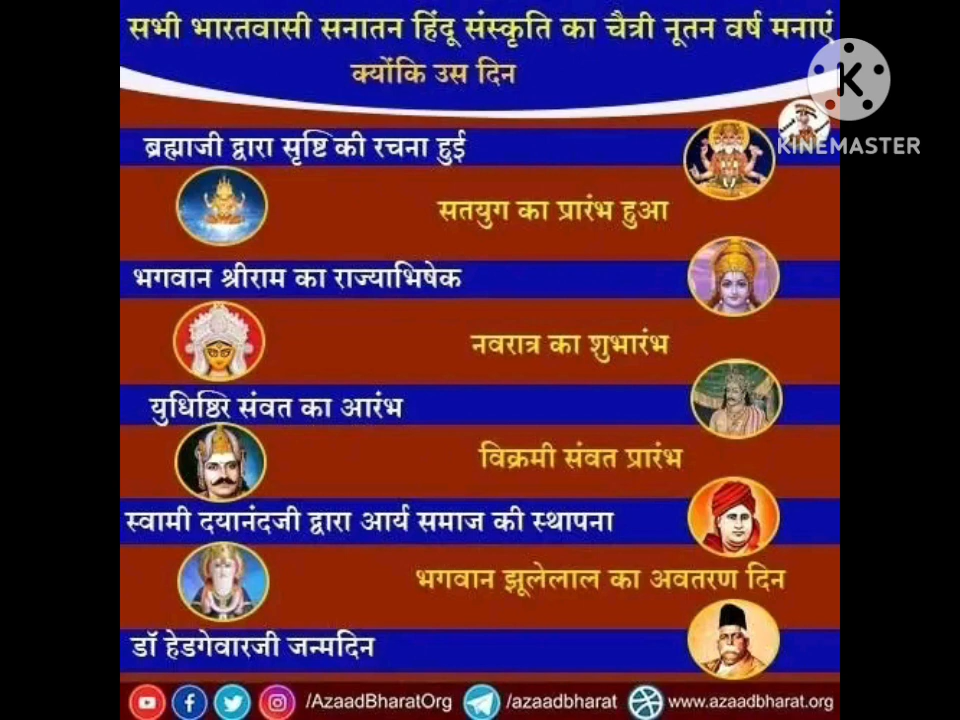 सभी भारतवासी सनातन हिंदू संस्कृति का चैत्री नूतन वर्ष मनाएं
क्योंकि उस दिन
KINEMASTER
ब्रह्माजी द्वारा सृष्टि की रचना हुई
सतयुग का प्रारंभ हुआ
भगवान श्रीराम का राज्याभिषेक
नवरात्र का शुभारंभ
युधिष्ठिर संवत का आरंभ
विक्रमी संवत प्रारंभ
स्वामी दयानंदजी द्वारा आर्य समाज की स्थापना
भगवान झूलेलाल का अवतरण दिन
डॉ हेडगेवारजी जन्मदिन
/AzaadBharatOrg /azaadbharat www.azaadbharat.org